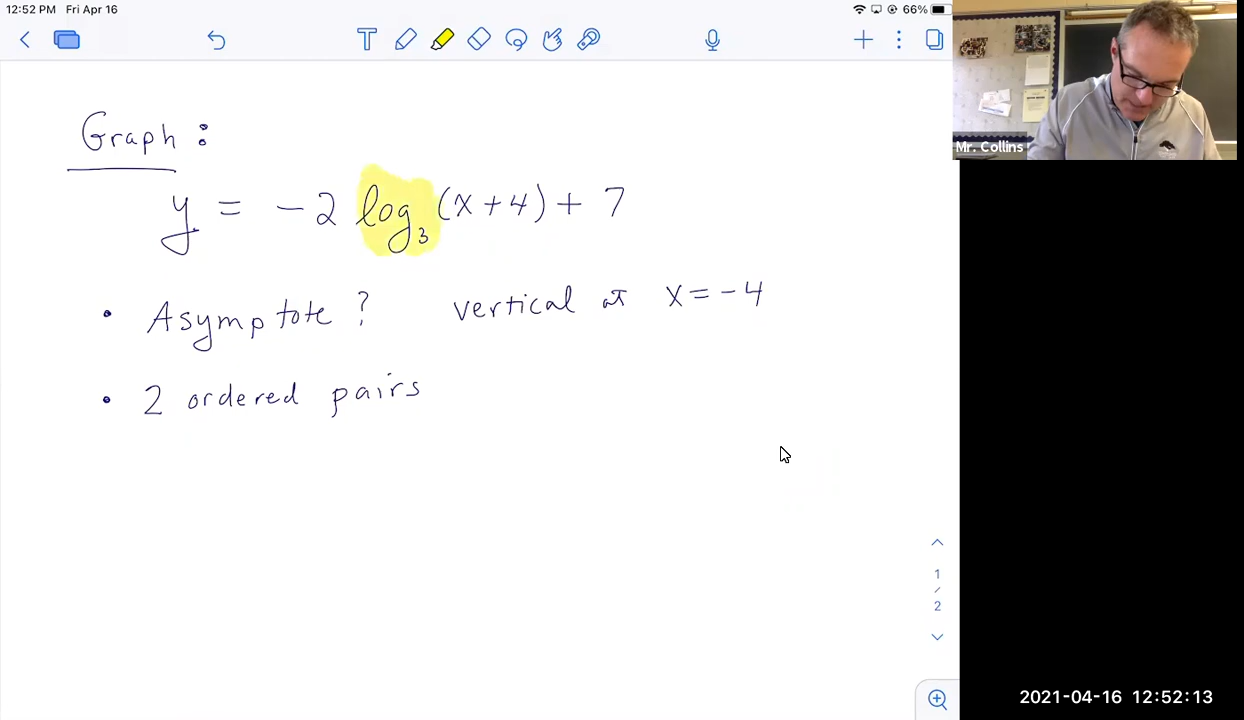 12:52 PM Fri Apr 16
66%
Mr. Collins
Graph:
y = -2 log₃(x+4) + 7
• Asymptote? vertical at x=-4
• 2 ordered pairs
1
/
2
2021-04-16 12:52:13